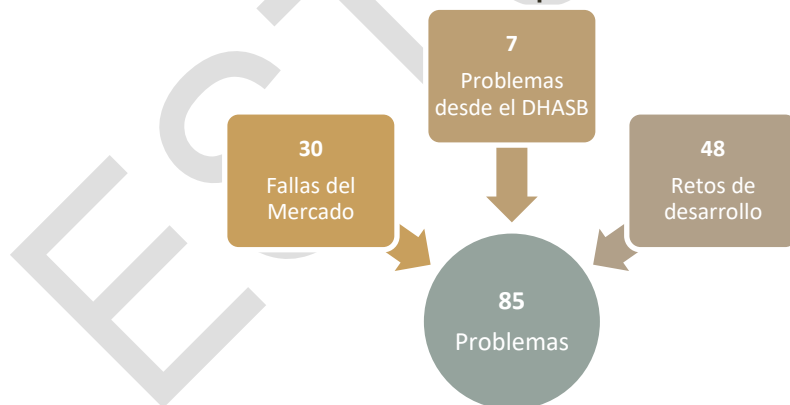 7
Problemas
desde el DHASB
30
Fallas del
Mercado
48
Retos de
desarrollo
85
Problemas